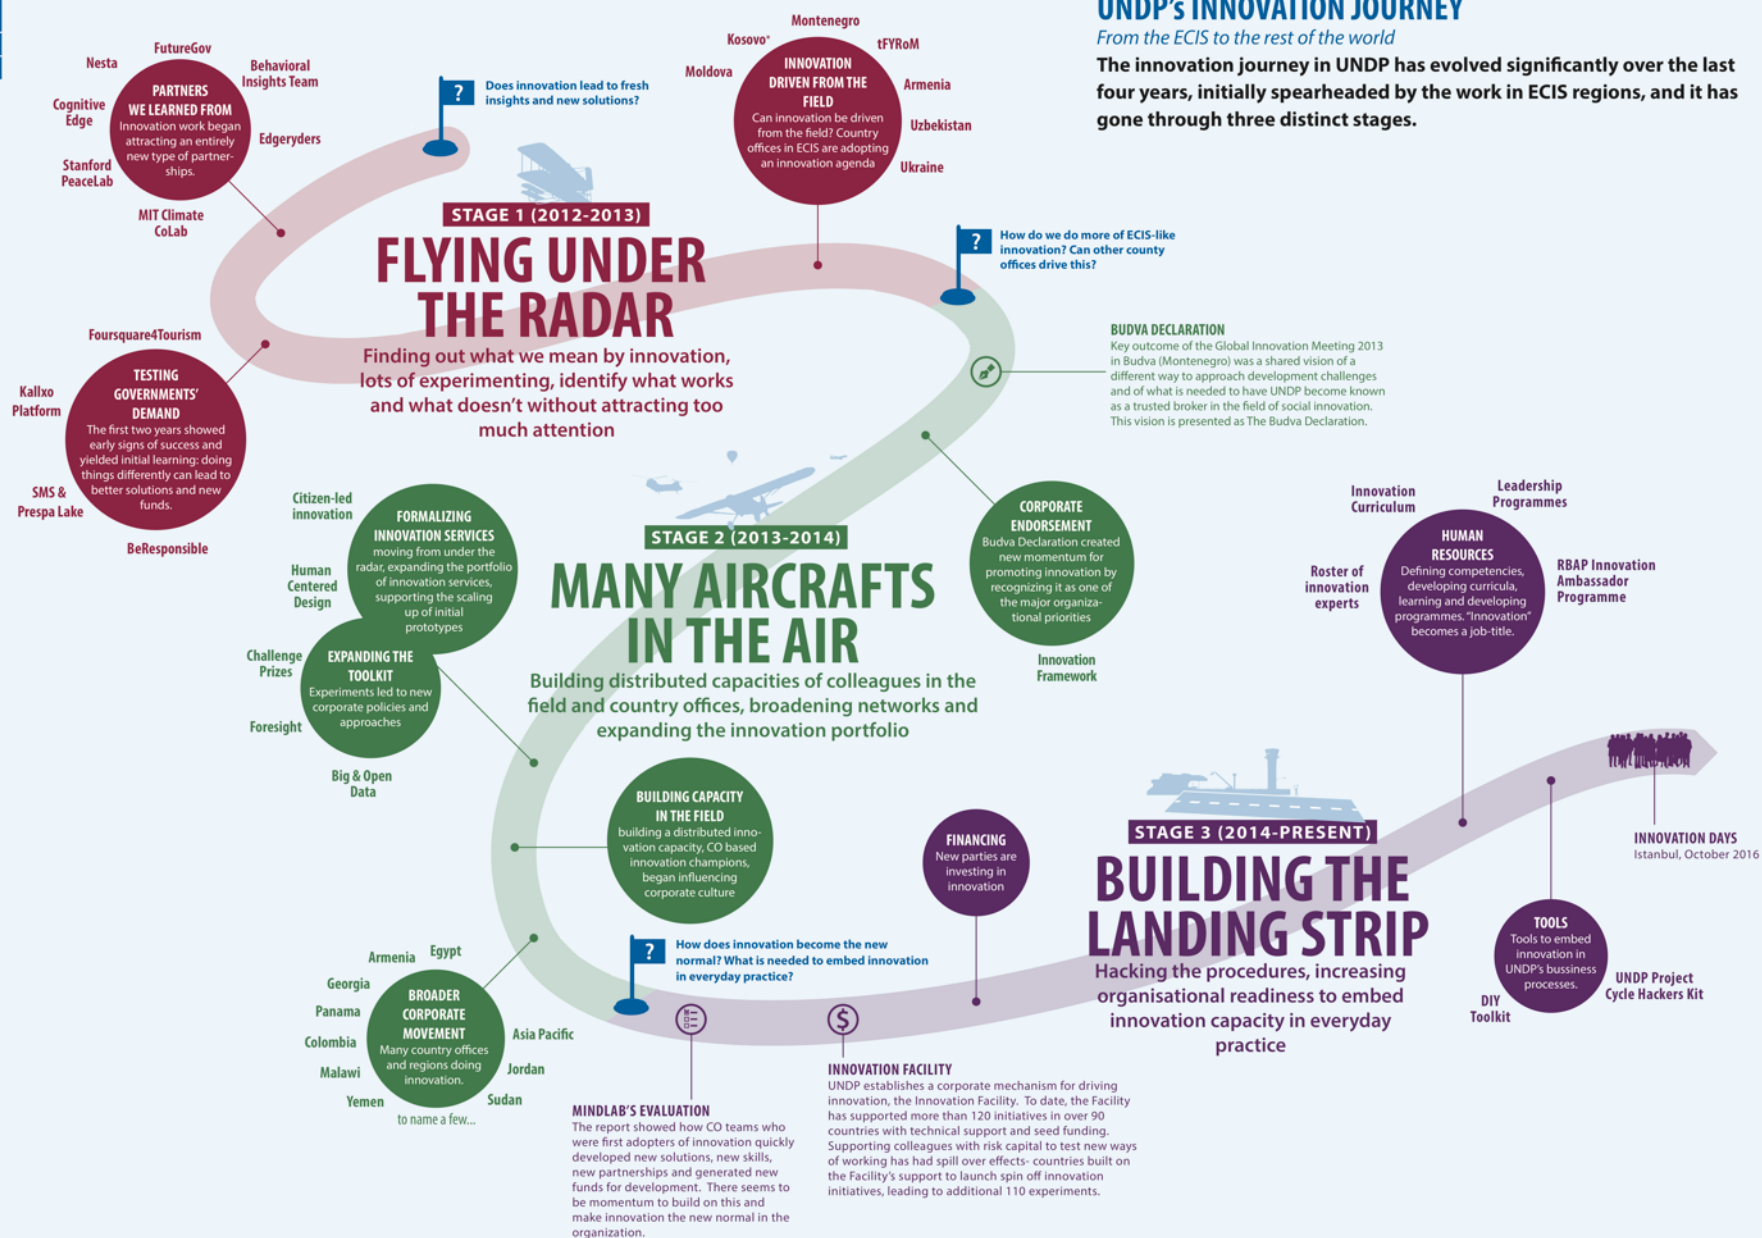 UNDP's INNOVATION JOURNEY
From the ECIS to the rest of the world
The innovation journey in UNDP has evolved significantly over the last
four years, initially spearheaded by the work in ECIS regions, and it has
gone through three distinct stages.
?
Does innovation lead to fresh
insights and new solutions?
STAGE 1 (2012-2013)
FLYING UNDER
THE RADAR
Finding out what we mean by innovation,
lots of experimenting, identify what works
and what doesn't without attracting too
much attention
PARTNERS
WE LEARNED FROM
Innovation work began
attracting an entirely
new type of partner-
ships.
Nesta
FutureGov
Behavioral
Insights Team
Cognitive
Edge
Edgeryders
Stanford
PeaceLab
MIT Climate
CoLab
TESTING
GOVERNMENTS'
DEMAND
The first two years showed
early signs of success and
yielded initial learning: doing
things differently can lead to
better solutions and new
funds.
Foursquare4Tourism
Kallxo
Platform
SMS &
Prespa Lake
BeResponsible
INNOVATION
DRIVEN FROM THE
FIELD
Can innovation be driven
from the field? Country
offices in ECIS are adopting
an innovation agenda
Moldova
Kosovo*
Montenegro
tFYRoM
Armenia
Uzbekistan
Ukraine
?
How do we do more of ECIS-like
innovation? Can other county
offices drive this?
BUDVA DECLARATION
Key outcome of the Global Innovation Meeting 2013
in Budva (Montenegro) was a shared vision of a
different way to approach development challenges
and of what is needed to have UNDP become known
as a trusted broker in the field of social innovation.
This vision is presented as The Budva Declaration.
STAGE 2 (2013-2014)
MANY AIRCRAFTS
IN THE AIR
Building distributed capacities of colleagues in the
field and country offices, broadening networks and
expanding the innovation portfolio
CORPORATE
ENDORSEMENT
Budva Declaration created
new momentum for
promoting innovation by
recognizing it as one of
the major organiza-
tional priorities
Innovation
Framework
FORMALIZING
INNOVATION SERVICES
moving from under the
radar, expanding the portfolio
of innovation services,
supporting the scaling
up of initial
prototypes
Citizen-led
innovation
Human
Centered
Design
EXPANDING THE
TOOLKIT
Experiments led to new
corporate policies and
approaches
Challenge
Prizes
Foresight
Big & Open
Data
BUILDING CAPACITY
IN THE FIELD
building a distributed inno-
vation capacity, CO based
innovation champions,
began influencing
corporate culture
BROADER
CORPORATE
MOVEMENT
Many country offices
and regions doing
innovation.
Armenia
Egypt
Georgia
Panama
Colombia
Malawi
Yemen
Asia Pacific
Jordan
Sudan
to name a few...
?
How does innovation become the new
normal? What is needed to embed innovation
in everyday practice?
STAGE 3 (2014-PRESENT)
BUILDING THE
LANDING STRIP
Hacking the procedures, increasing
organisational readiness to embed
innovation capacity in everyday
practice
MINDLAB'S EVALUATION
The report showed how CO teams who
were first adopters of innovation quickly
developed new solutions, new skills,
new partnerships and generated new
funds for development. There seems to
be momentum to build on this and
make innovation the new normal in the
organization.
$
INNOVATION FACILITY
UNDP establishes a corporate mechanism for driving
innovation, the Innovation Facility. To date, the Facility
has supported more than 120 initiatives in over 90
countries with technical support and seed funding.
Supporting colleagues with risk capital to test new ways
of working has had spill over effects- countries built on
the Facility's support to launch spin off innovation
initiatives, leading to additional 110 experiments.
FINANCING
New parties are
investing in
innovation
HUMAN
RESOURCES
Defining competencies,
developing curricula,
learning and developing
programmes. "Innovation"
becomes a job-title.
Innovation
Curriculum
Leadership
Programmes
Roster of
innovation
experts
RBAP Innovation
Ambassador
Programme
TOOLS
Tools to embed
innovation in
UNDP's bussiness
processes.
DIY
Toolkit
UNDP Project
Cycle Hackers Kit
INNOVATION DAYS
Istanbul, October 2016